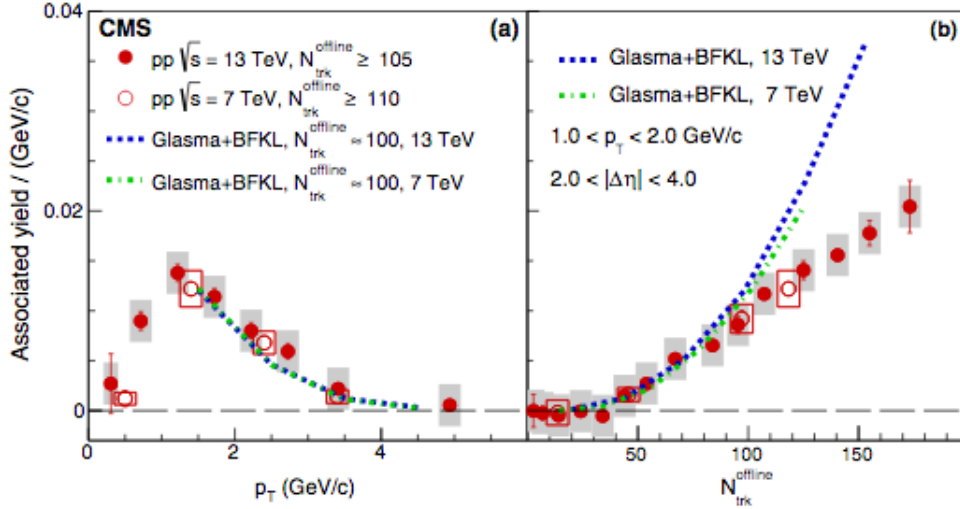 0.04
CMS
(a)
pp √s = 13 TeV, N_trk^offline ≥ 105
pp √s = 7 TeV, N_trk^offline ≥ 110
Glasma+BFKL, N_trk^offline ≈ 100, 13 TeV
Glasma+BFKL, N_trk^offline ≈ 100, 7 TeV
(b)
Glasma+BFKL, 13 TeV
Glasma+BFKL, 7 TeV
1.0 < p_T < 2.0 GeV/c
2.0 < |Δη| < 4.0
Associated yield / (GeV/c)
0.02
0
0 2 4
50 100 150
p_T (GeV/c)
N_trk^offline